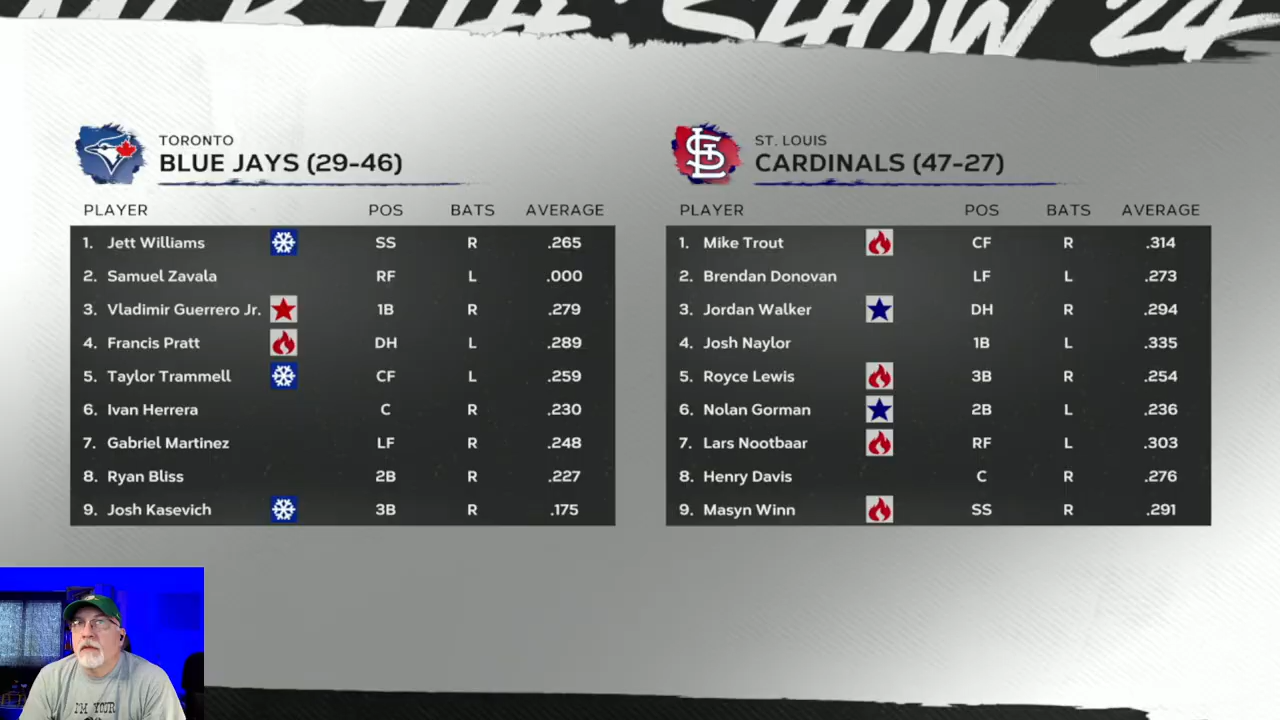 MLB THE SHOW 24
TORONTO
BLUE JAYS (29-46)
PLAYER POS BATS AVERAGE
1. Jett Williams SS R .265
2. Samuel Zavala RF L .000
3. Vladimir Guerrero Jr. 1B R .279
4. Francis Pratt DH L .289
5. Taylor Trammell CF L .259
6. Ivan Herrera C R .230
7. Gabriel Martinez LF R .248
8. Ryan Bliss 2B R .227
9. Josh Kasevich 3B R .175
ST. LOUIS
CARDINALS (47-27)
PLAYER POS BATS AVERAGE
1. Mike Trout CF R .314
2. Brendan Donovan LF L .273
3. Jordan Walker DH R .294
4. Josh Naylor 1B L .335
5. Royce Lewis 3B R .254
6. Nolan Gorman 2B L .236
7. Lars Nootbaar RF L .303
8. Henry Davis C R .276
9. Masyn Winn SS R .291
I'M YOUR